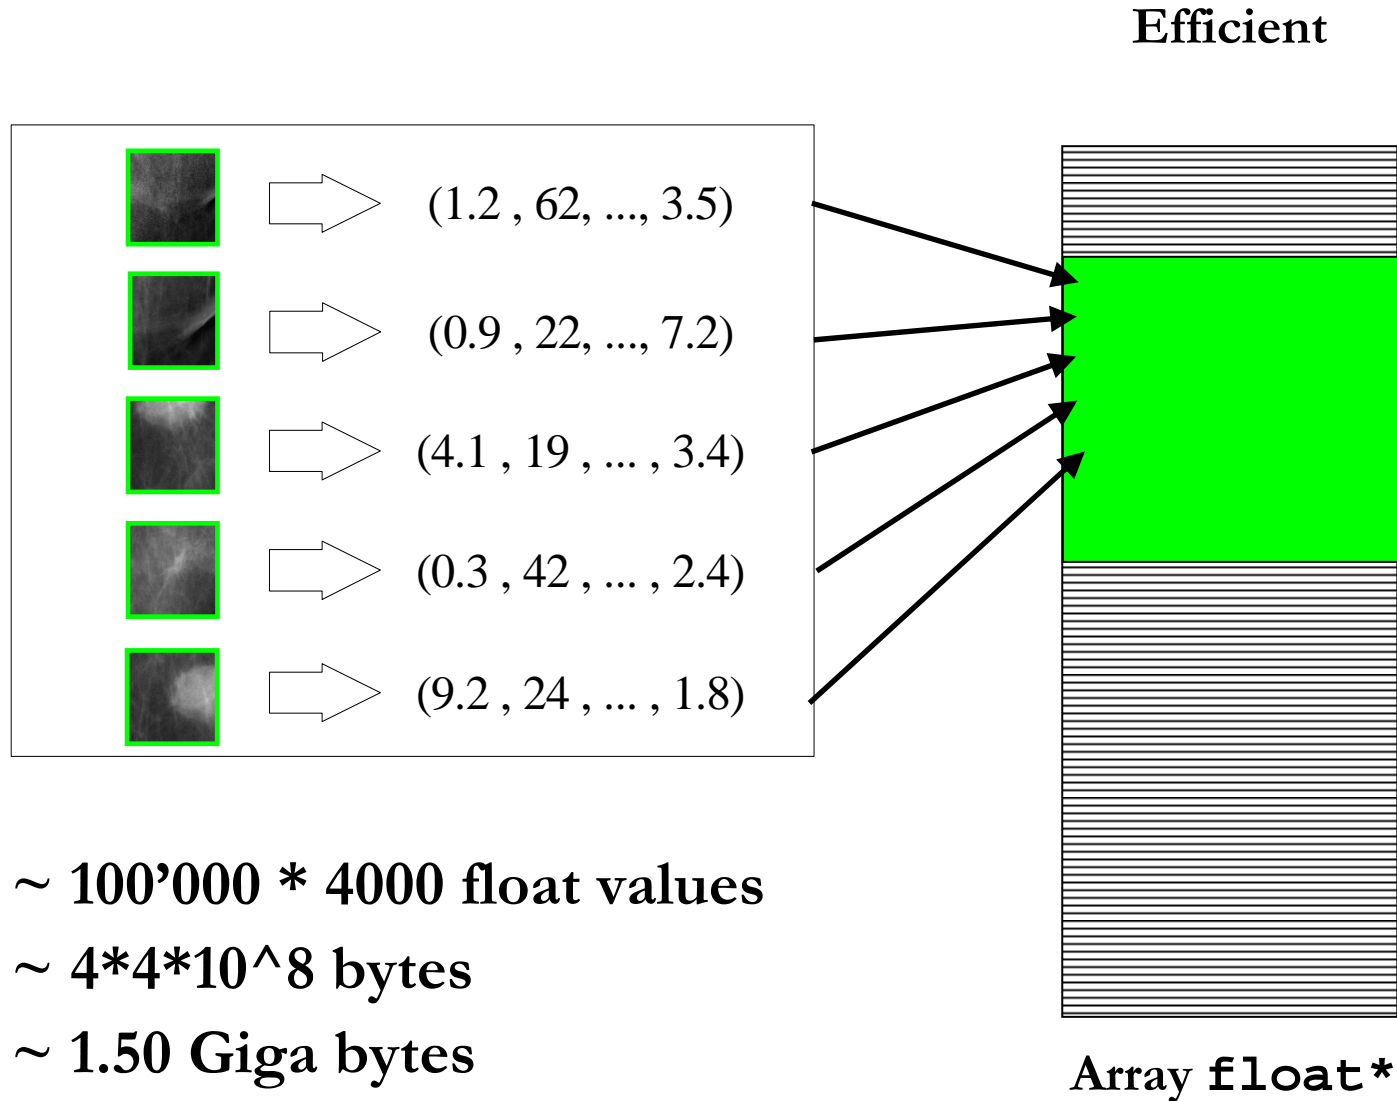 Efficient
(1.2 , 62, ..., 3.5)
(0.9 , 22, ..., 7.2)
(4.1 , 19 , ... , 3.4)
(0.3 , 42 , ... , 2.4)
(9.2 , 24 , ... , 1.8)
~ 100’000 * 4000 float values
~ 4*4*10^8 bytes
~ 1.50 Giga bytes
Array float*